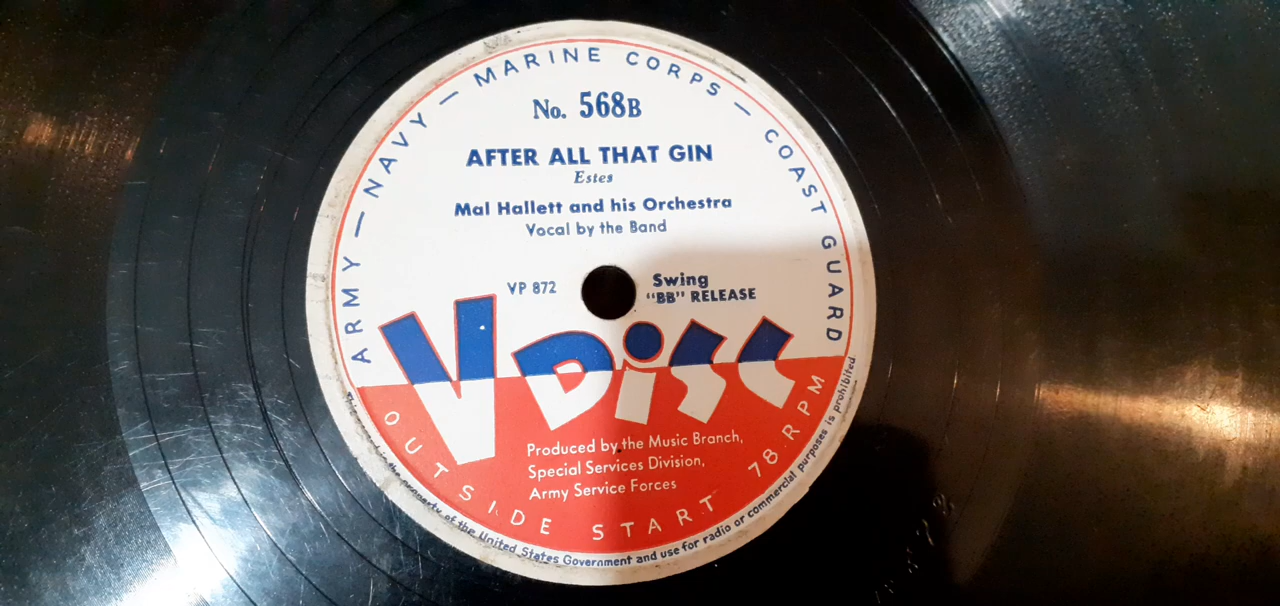 ARMY — NAVY — MARINE CORPS — COAST GUARD
No. 568B
AFTER ALL THAT GIN
Estes
Mal Hallett and his Orchestra
Vocal by the Band
VP 872
Swing
"BB" RELEASE
V DiSC
Produced by the Music Branch,
Special Services Division,
Army Service Forces
OUTSIDE START 78 RPM
This is the property of the United States Government and use for radio or commercial purposes is prohibited.